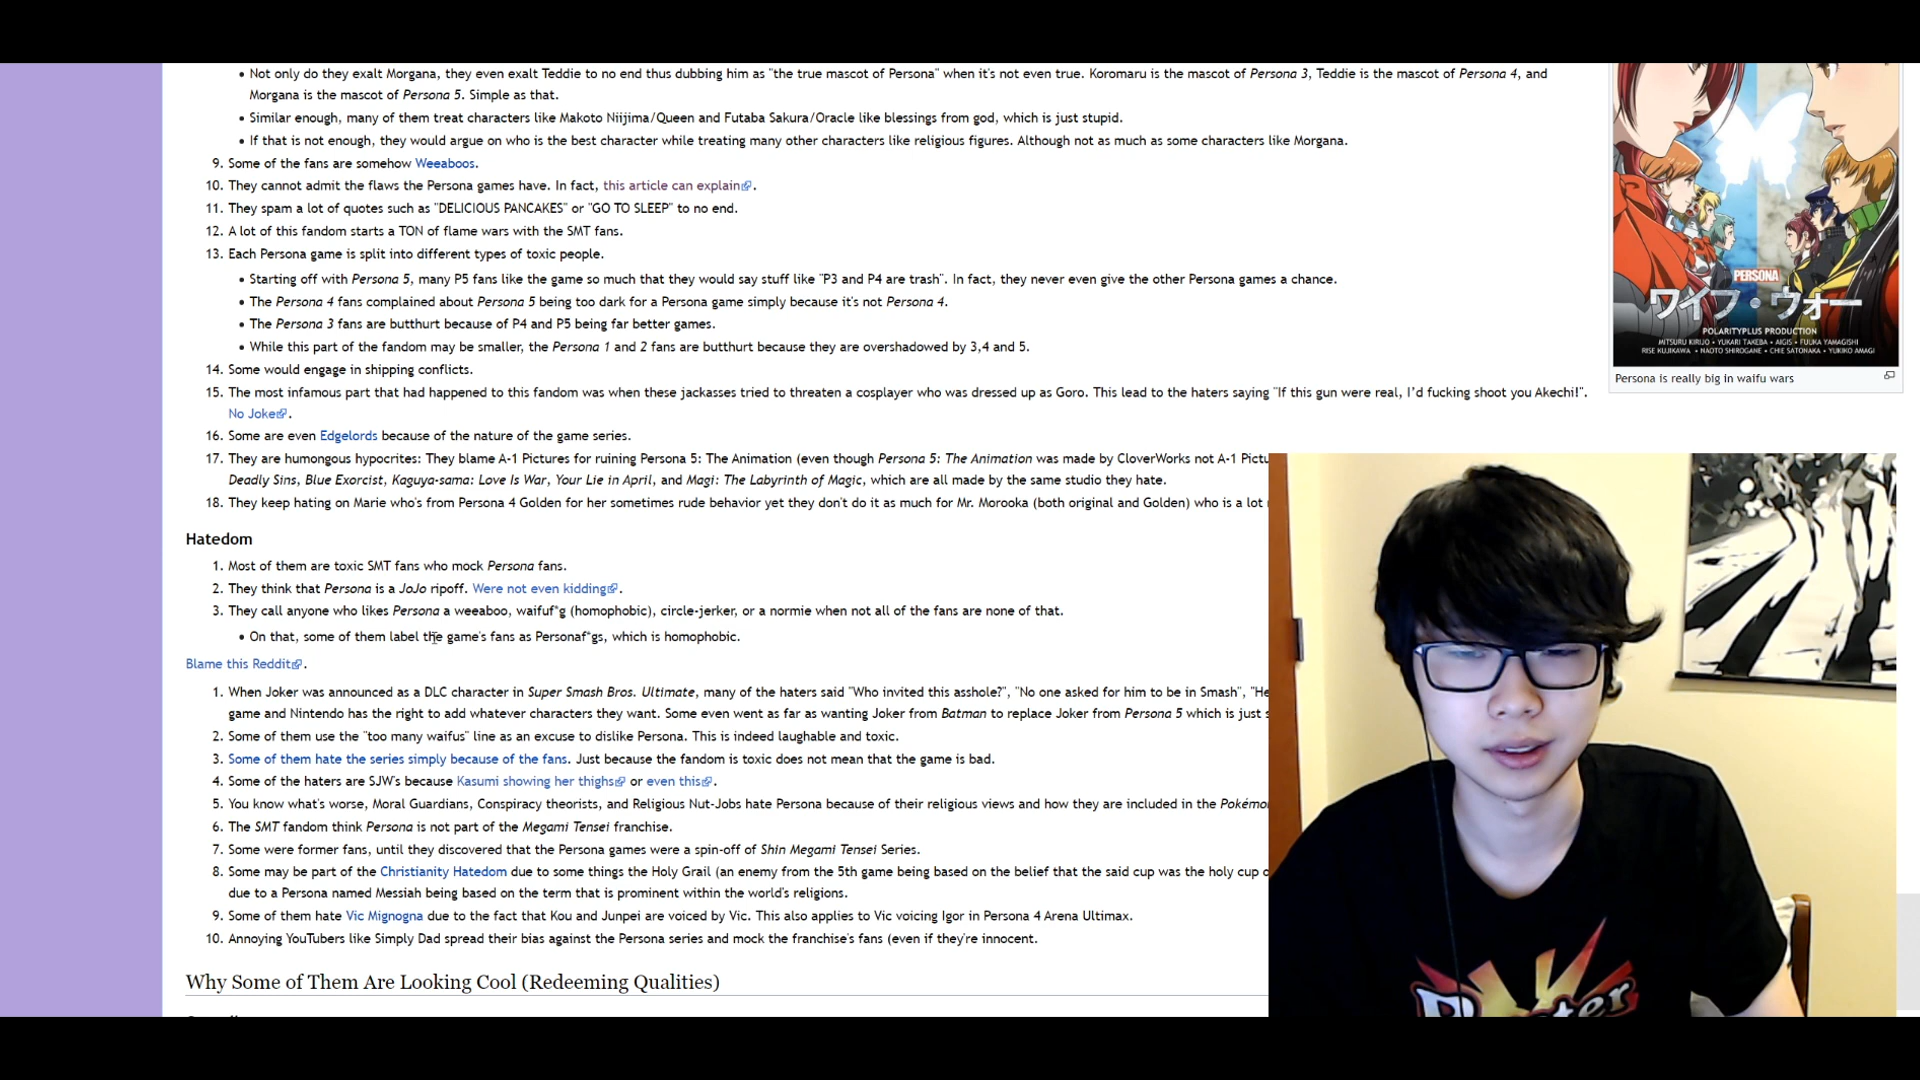 • Not only do they exalt Morgana, they even exalt Teddie to no end thus dubbing him as "the true mascot of Persona" when it's not even true. Koromaru is the mascot of Persona 3, Teddie is the mascot of Persona 4, and
Morgana is the mascot of Persona 5. Simple as that.
• Similar enough, many of them treat characters like Makoto Niijima/Queen and Futaba Sakura/Oracle like blessings from god, which is just stupid.
• If that is not enough, they would argue on who is the best character while treating many other characters like religious figures. Although not as much as some characters like Morgana.
9. Some of the fans are somehow Weeaboos.
10. They cannot admit the flaws the Persona games have. In fact, this article can explain.
11. They spam a lot of quotes such as "DELICIOUS PANCAKES" or "GO TO SLEEP" to no end.
12. A lot of this fandom starts a TON of flame wars with the SMT fans.
13. Each Persona game is split into different types of toxic people.
• Starting off with Persona 5, many P5 fans like the game so much that they would say stuff like "P3 and P4 are trash". In fact, they never even give the other Persona games a chance.
• The Persona 4 fans complained about Persona 5 being too dark for a Persona game simply because it's not Persona 4.
• The Persona 3 fans are butthurt because of P4 and P5 being far better games.
• While this part of the fandom may be smaller, the Persona 1 and 2 fans are butthurt because they are overshadowed by 3,4 and 5.
14. Some would engage in shipping conflicts.
15. The most infamous part that had happened to this fandom was when these jackasses tried to threaten a cosplayer who was dressed up as Goro. This lead to the haters saying "If this gun were real, I'd fucking shoot you Akechi!".
No Joke.
16. Some are even Edgelords because of the nature of the game series.
17. They are humongous hypocrites: They blame A-1 Pictures for ruining Persona 5: The Animation (even though Persona 5: The Animation was made by CloverWorks not A-1 Pictu
Deadly Sins, Blue Exorcist, Kaguya-sama: Love Is War, Your Lie in April, and Magi: The Labyrinth of Magic, which are all made by the same studio they hate.
18. They keep hating on Marie who's from Persona 4 Golden for her sometimes rude behavior yet they don't do it as much for Mr. Morooka (both original and Golden) who is a lot
Hatedom
1. Most of them are toxic SMT fans who mock Persona fans.
2. They think that Persona is a JoJo ripoff. Were not even kidding.
3. They call anyone who likes Persona a weeaboo, waifuf*g (homophobic), circle-jerker, or a normie when not all of the fans are none of that.
• On that, some of them label the game's fans as Personaf*gs, which is homophobic.
Blame this Reddit.
1. When Joker was announced as a DLC character in Super Smash Bros. Ultimate, many of the haters said "Who invited this asshole?", "No one asked for him to be in Smash", "He
game and Nintendo has the right to add whatever characters they want. Some even went as far as wanting Joker from Batman to replace Joker from Persona 5 which is just s
2. Some of them use the "too many waifus" line as an excuse to dislike Persona. This is indeed laughable and toxic.
3. Some of them hate the series simply because of the fans. Just because the fandom is toxic does not mean that the game is bad.
4. Some of the haters are SJW's because Kasumi showing her thighs or even this.
5. You know what's worse, Moral Guardians, Conspiracy theorists, and Religious Nut-Jobs hate Persona because of their religious views and how they are included in the Pokémo
6. The SMT fandom think Persona is not part of the Megami Tensei franchise.
7. Some were former fans, until they discovered that the Persona games were a spin-off of Shin Megami Tensei Series.
8. Some may be part of the Christianity Hatedom due to some things the Holy Grail (an enemy from the 5th game being based on the belief that the said cup was the holy cup o
due to a Persona named Messiah being based on the term that is prominent within the world's religions.
9. Some of them hate Vic Mignogna due to the fact that Kou and Junpei are voiced by Vic. This also applies to Vic voicing Igor in Persona 4 Arena Ultimax.
10. Annoying YouTubers like Simply Dad spread their bias against the Persona series and mock the franchise's fans (even if they're innocent.
Why Some of Them Are Looking Cool (Redeeming Qualities)
PERSONA
ワイフ・ウォー
POLARITYPLUS PRODUCTION
MITSURU KIRIJO • YUKARI TAKEBA • AIGIS • FUUKA YAMAGISHI
RISE KUJIKAWA • NAOTO SHIROGANE • CHIE SATONAKA • YUKIKO AMAGI
Persona is really big in waifu wars